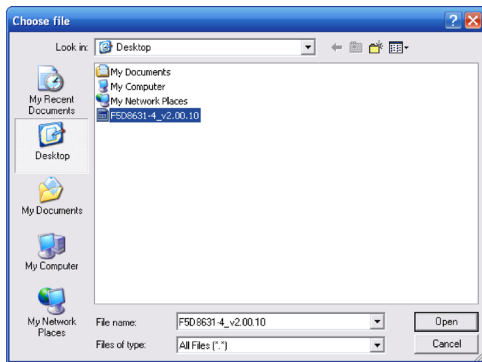 Choose file
Look in:
Desktop
My Recent
Documents
Desktop
My Documents
My Computer
My Network
Places
My Documents
My Computer
My Network Places
F5D8631-4_v2.00.10
File name:
F5D8631-4_v2.00.10
Open
Files of type:
All Files (*.*)
Cancel